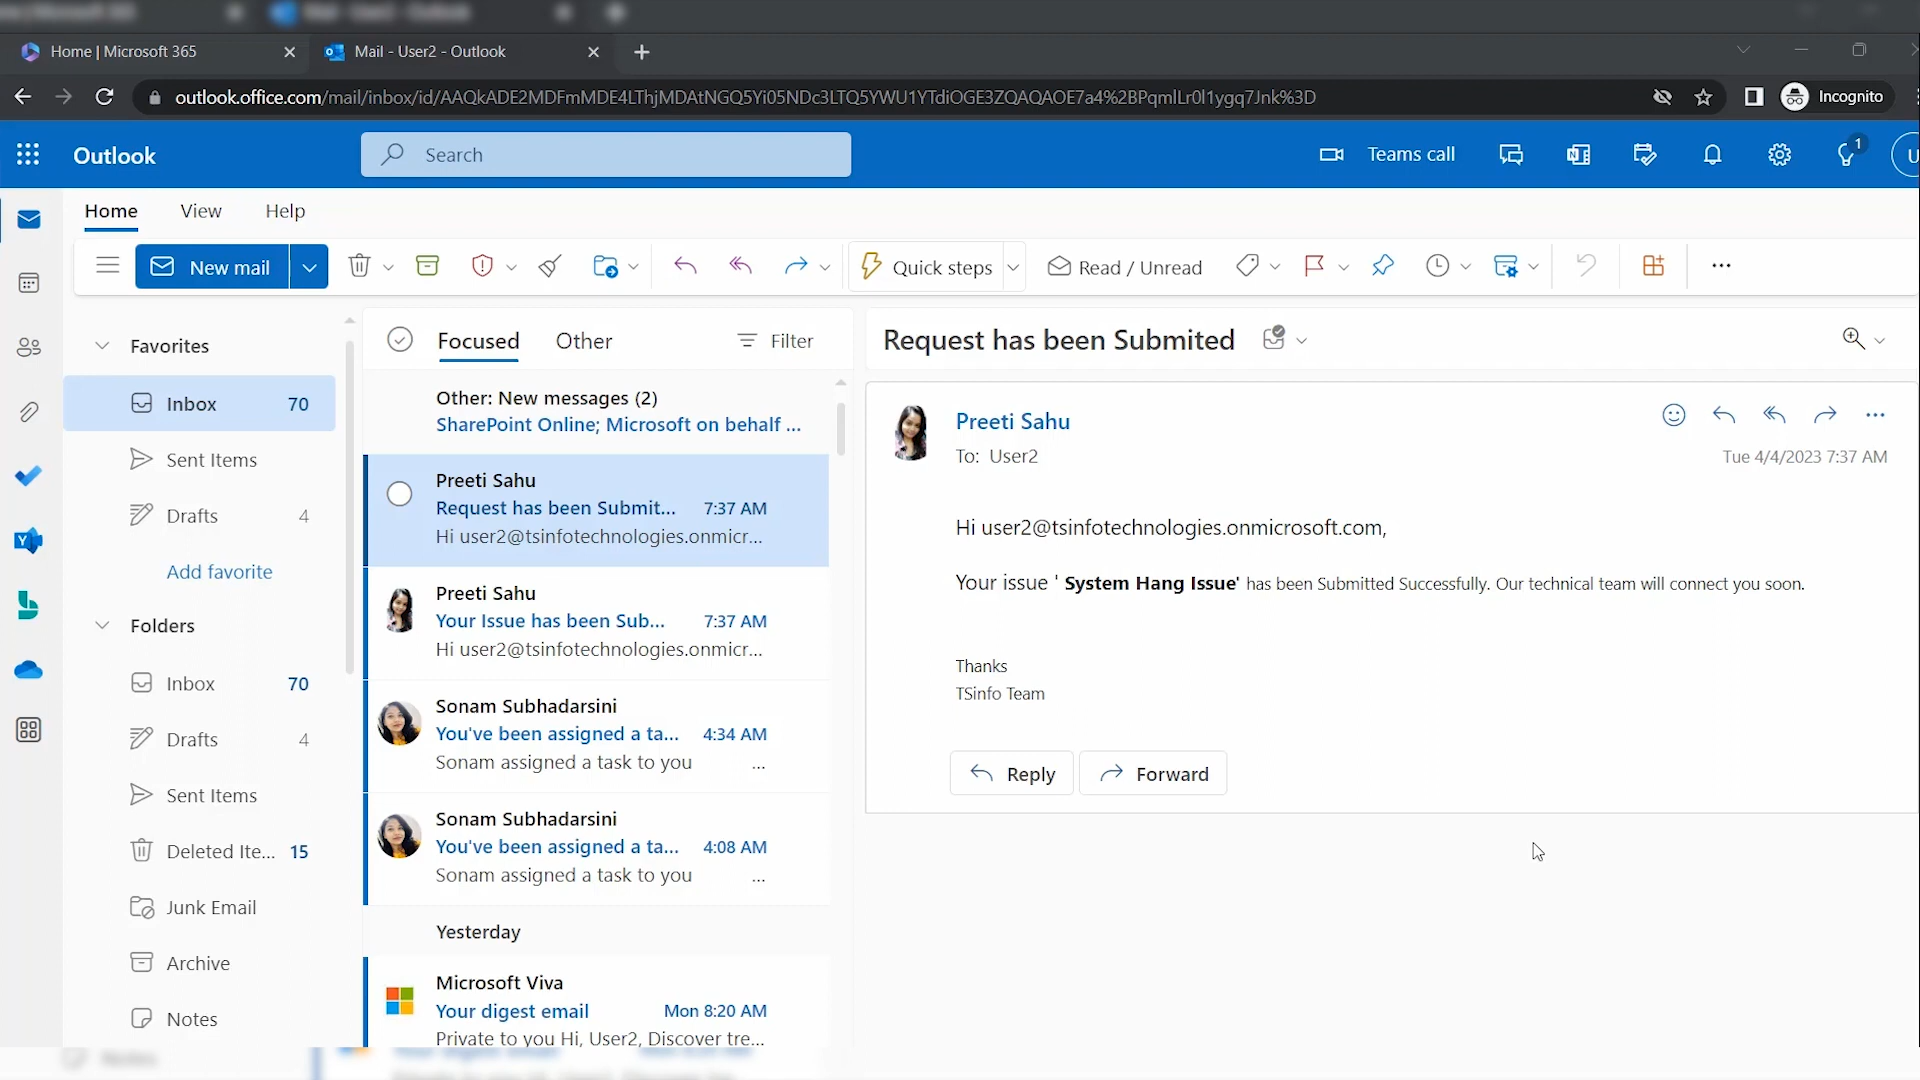 Home | Microsoft 365
Mail - User2 - Outlook
outlook.office.com/mail/inbox/id/AAQkADE2MDFmMDE4LThjMDAtNGQ5Yi05NDc3LTQ5YWU1YTdiOGE3ZQAQAOE7a4%2BPqmlLr0l1ygq7Jnk%3D
Incognito
Outlook
Search
Teams call
1
U
Home View Help
New mail
Quick steps
Read / Unread
Favorites
Inbox 70
Sent Items
Drafts 4
Add favorite
Folders
Inbox 70
Drafts 4
Sent Items
Deleted Ite... 15
Junk Email
Archive
Notes
Focused Other Filter
Other: New messages (2)
SharePoint Online; Microsoft on behalf ...
Preeti Sahu
Request has been Submit... 7:37 AM
Hi user2@tsinfotechnologies.onmicr...
Preeti Sahu
Your Issue has been Sub... 7:37 AM
Hi user2@tsinfotechnologies.onmicr...
Sonam Subhadarsini
You've been assigned a ta... 4:34 AM
Sonam assigned a task to you ...
Sonam Subhadarsini
You've been assigned a ta... 4:08 AM
Sonam assigned a task to you ...
Yesterday
Microsoft Viva
Your digest email Mon 8:20 AM
Private to you Hi, User2, Discover tre...
Request has been Submited
Preeti Sahu
To: User2
Tue 4/4/2023 7:37 AM
Hi user2@tsinfotechnologies.onmicrosoft.com,
Your issue ' System Hang Issue' has been Submitted Successfully. Our technical team will connect you soon.
Thanks
TSinfo Team
Reply
Forward